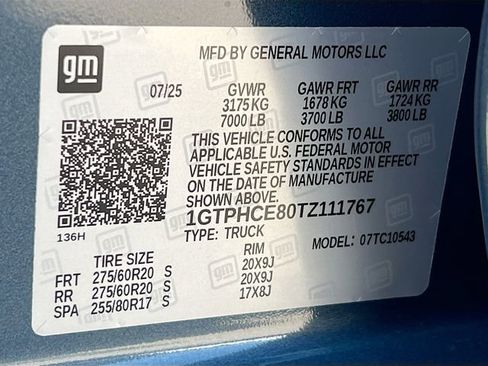 gm
MFD BY GENERAL MOTORS LLC
07/25 GVWR GAWR FRT GAWR RR
3175 KG 1678 KG 1724 KG
7000 LB 3700 LB 3800 LB
THIS VEHICLE CONFORMS TO ALL
APPLICABLE U.S. FEDERAL MOTOR
VEHICLE SAFETY STANDARDS IN EFFECT
ON THE DATE OF MANUFACTURE
SHOWN ABOVE.
1GTPHCE80TZ111767
136H TYPE: TRUCK MODEL: 07TC10543
TIRE SIZE RIM
FRT 275/60R20 S 20X9J
RR 275/60R20 S 20X9J
SPA 255/80R17 S 17X8J